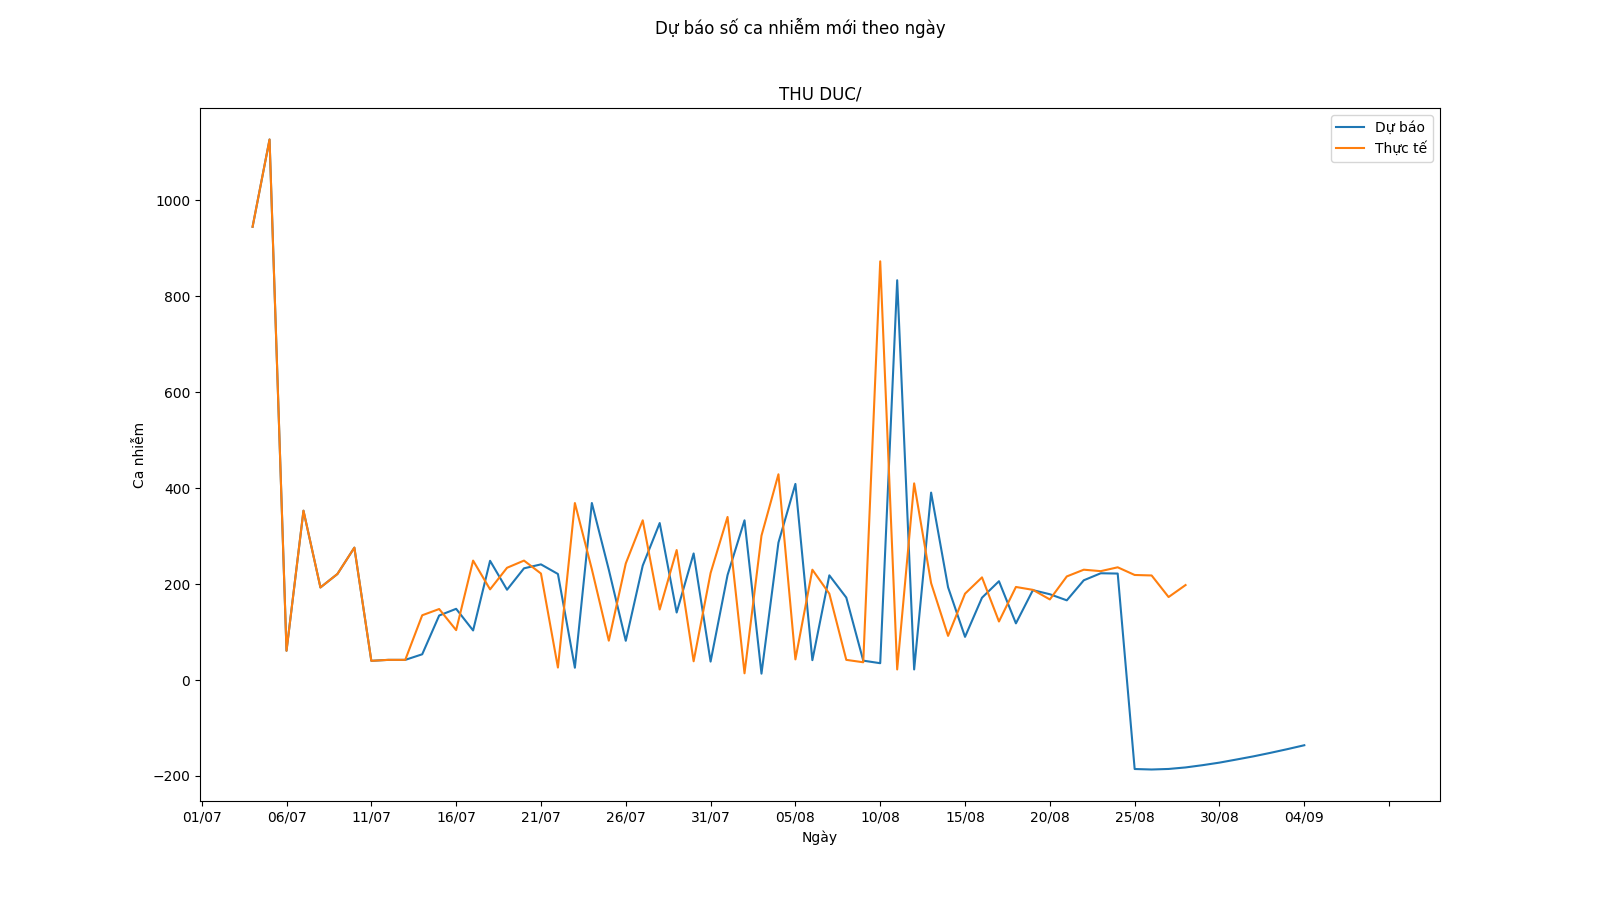 Dự báo số ca nhiễm mới theo ngày
THU DUC/
Dự báo
Thực tế
1000
800
600
400
200
0
−200
Ca nhiễm
01/07 06/07 11/07 16/07 21/07 26/07 31/07 05/08 10/08 15/08 20/08 25/08 30/08 04/09
Ngày